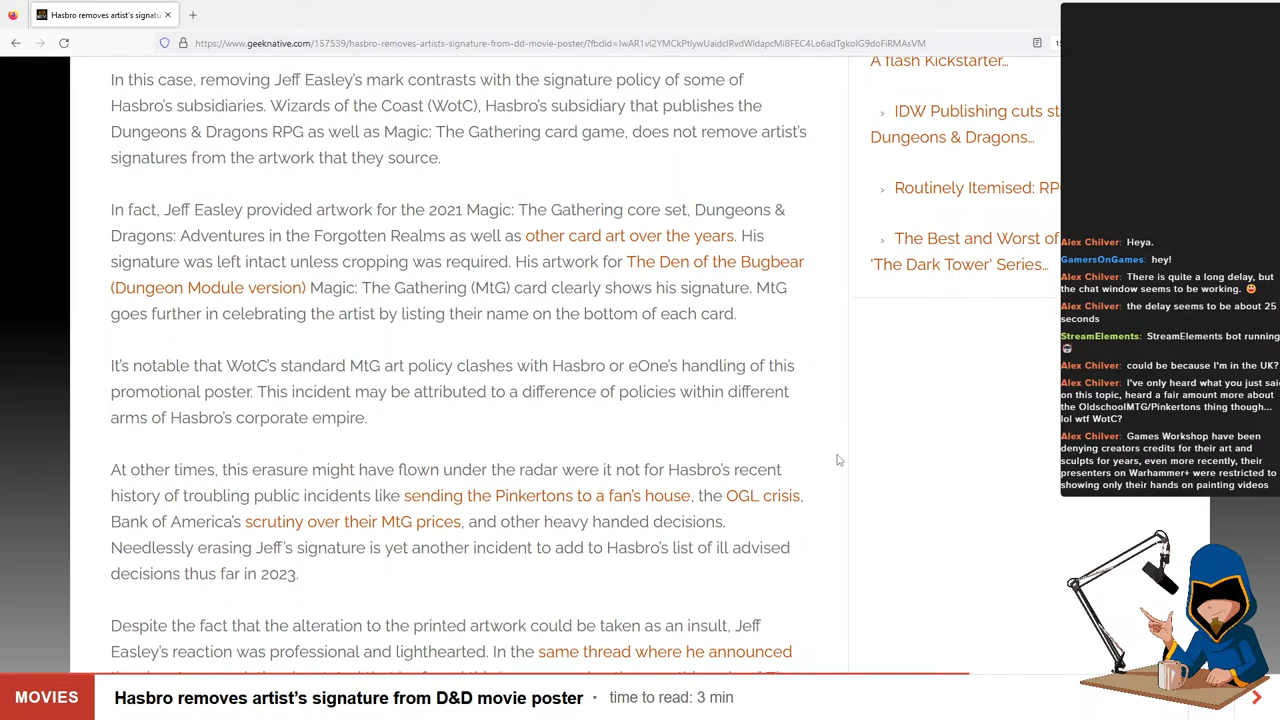 Hasbro removes artist's signatu
https://www.geeknative.com/157539/hasbro-removes-artists-signature-from-dd-movie-poster/?fbclid=
In this case, removing Jeff Easley's mark contrasts with the signature policy of some of
Hasbro's subsidiaries. Wizards of the Coast (WotC), Hasbro's subsidiary that publishes the
Dungeons & Dragons RPG as well as Magic: The Gathering card game, does not remove artist's
signatures from the artwork that they source.
In fact, Jeff Easley provided artwork for the 2021 Magic: The Gathering core set, Dungeons &
Dragons: Adventures in the Forgotten Realms as well as other card art over the years. His
signature was left intact unless cropping was required. His artwork for The Den of the Bugbear
(Dungeon Module version) Magic: The Gathering (MtG) card clearly shows his signature. MtG
goes further in celebrating the artist by listing their name on the bottom of each card.
It's notable that WotC's standard MtG art policy clashes with Hasbro or eOne's handling of this
promotional poster. This incident may be attributed to a difference of policies within different
arms of Hasbro's corporate empire.
At other times, this erasure might have flown under the radar were it not for Hasbro's recent
history of troubling public incidents like sending the Pinkertons to a fan's house, the OGL crisis,
Bank of America's scrutiny over their MtG prices, and other heavy handed decisions.
Needlessly erasing Jeff's signature is yet another incident to add to Hasbro's list of ill advised
decisions thus far in 2023.
Despite the fact that the alteration to the printed artwork could be taken as an insult, Jeff
Easley's reaction was professional and lighthearted. In the same thread where he announced
A flash Kickstarter…
› IDW Publishing cuts st
Dungeons & Dragons…
› Routinely Itemised: RP
› The Best and Worst of
'The Dark Tower' Series…
Alex Chilver: Heya.
GamersOnGames: hey!
Alex Chilver: There is quite a long delay, but
the chat window seems to be working. 😀
Alex Chilver: the delay seems to be about 25
seconds
StreamElements: StreamElements bot running
Alex Chilver: could be because I'm in the UK?
Alex Chilver: I've only heard what you just said
on this topic, heard a fair amount more about
the OldschoolMTG/Pinkertons thing though...
lol wtf WotC?
Alex Chilver: Games Workshop have been
denying creators credits for their art and
sculpts for years, even more recently, their
presenters on Warhammer+ were restricted to
showing only their hands on painting videos
MOVIES Hasbro removes artist's signature from D&D movie poster · time to read: 3 min